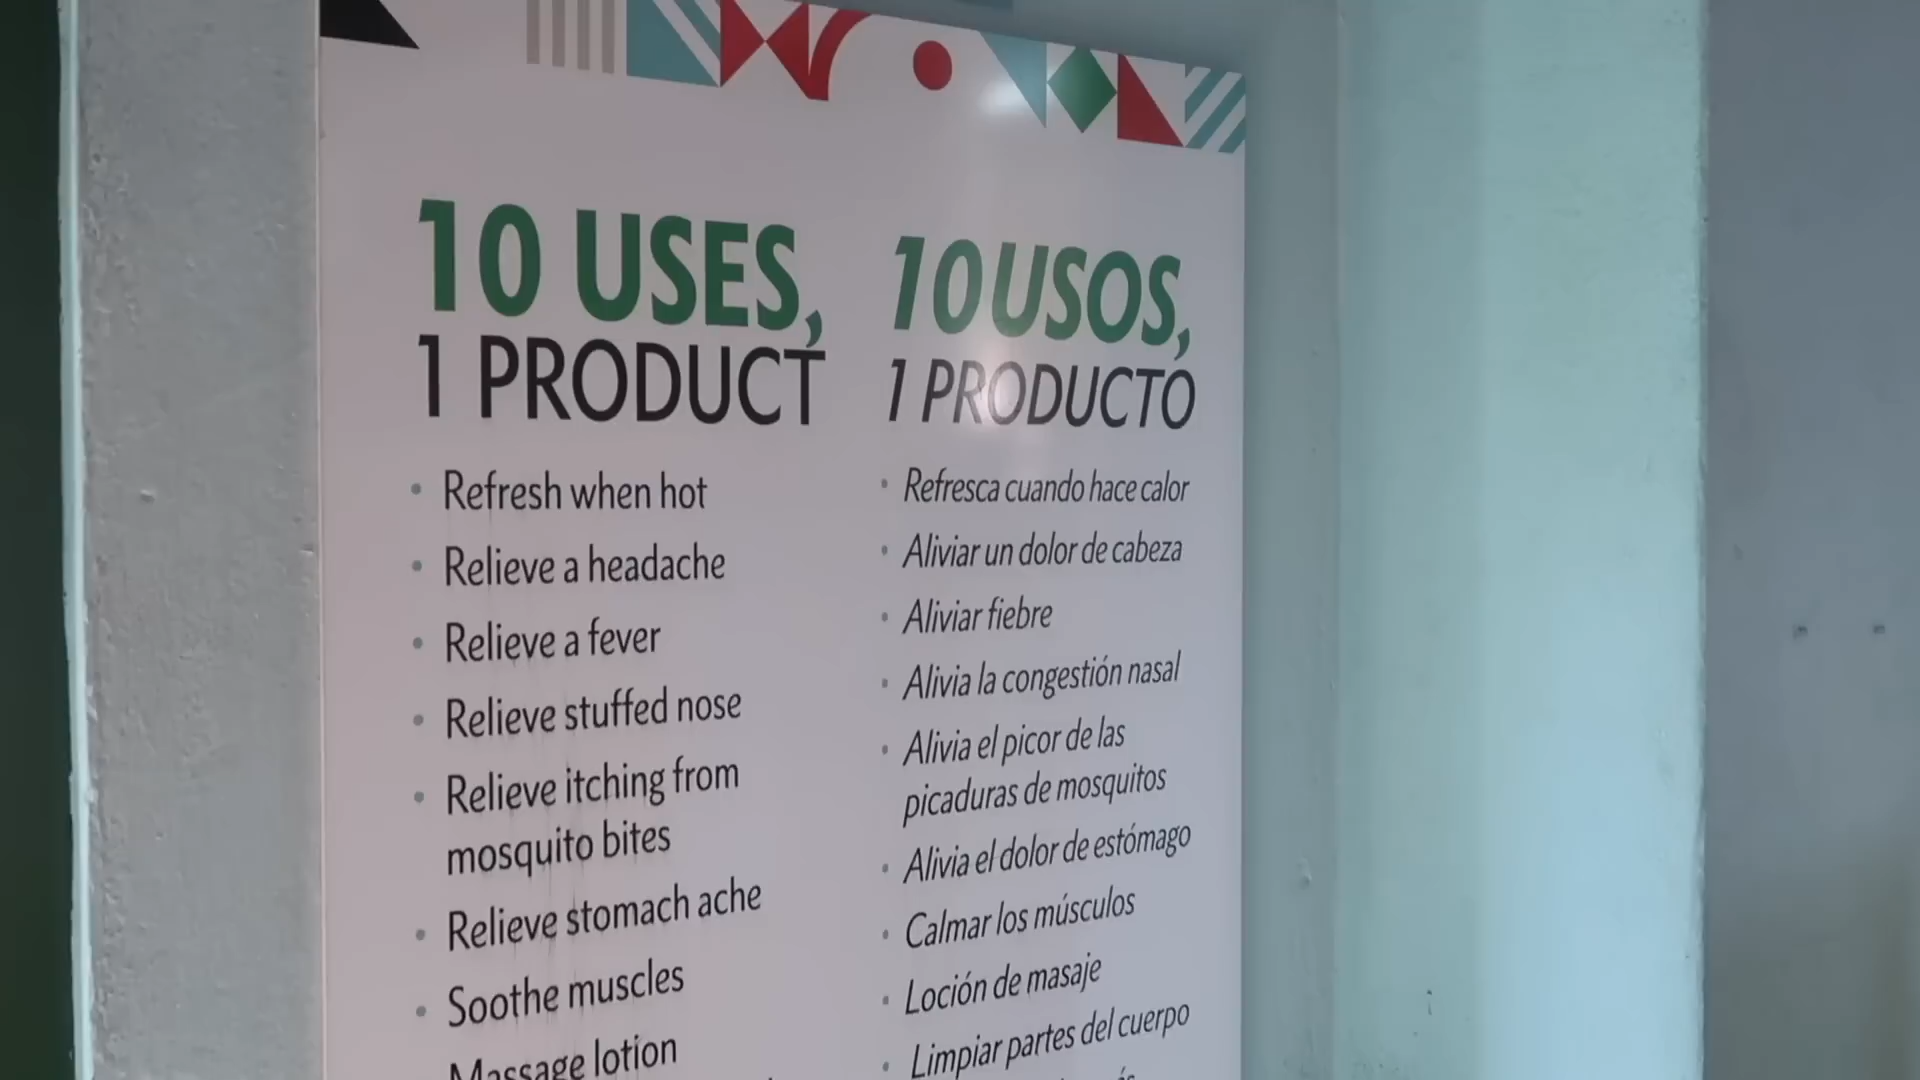 10 USES,
1 PRODUCT
• Refresh when hot
• Relieve a headache
• Relieve a fever
• Relieve stuffed nose
• Relieve itching from
mosquito bites
• Relieve stomach ache
• Soothe muscles
Massage lotion
10 USOS,
1 PRODUCTO
• Refresca cuando hace calor
• Aliviar un dolor de cabeza
• Aliviar fiebre
• Alivia la congestión nasal
• Alivia el picor de las
picaduras de mosquitos
• Alivia el dolor de estómago
• Calmar los músculos
• Loción de masaje
• Limpiar partes del cuerpo